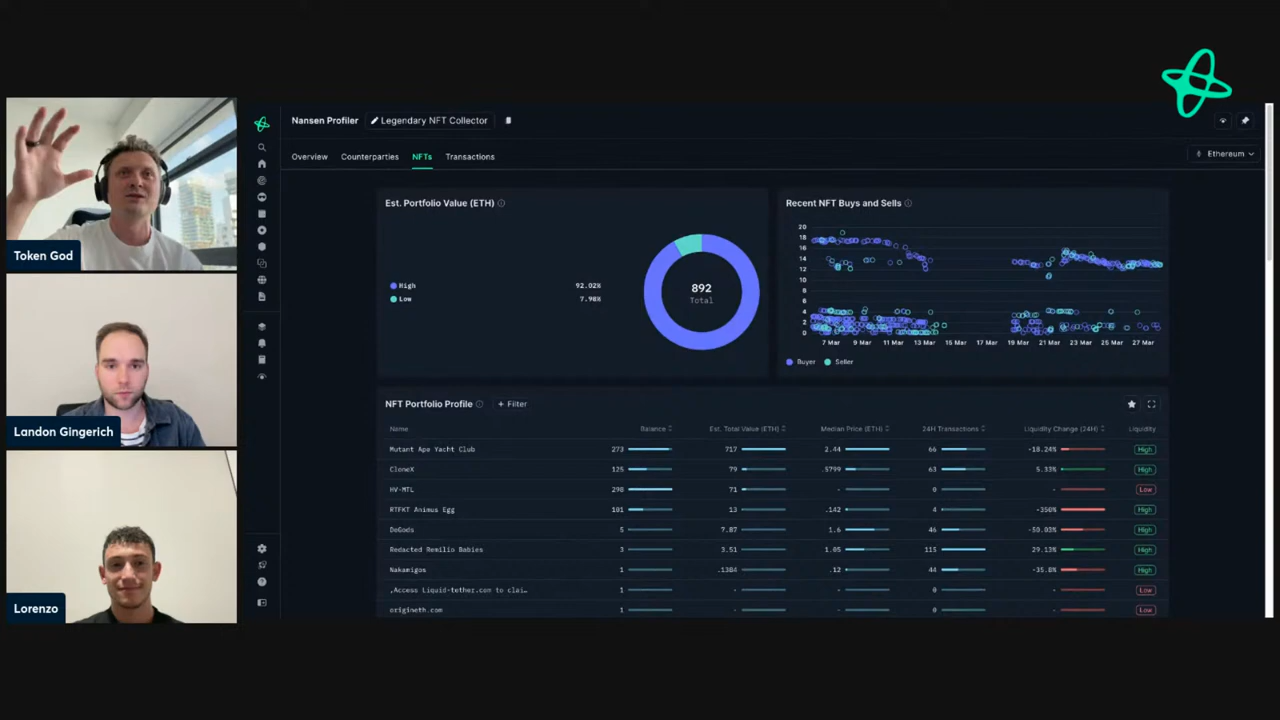 Token God
Landon Gingerich
Lorenzo
Nansen Profiler
Legendary NFT Collector
Overview
Counterparties
NFTs
Transactions
Ethereum
Est. Portfolio Value (ETH)
High 92.02%
Low 7.98%
892
Total
Recent NFT Buys and Sells
20
18
16
14
12
10
8
6
4
2
0
7 Mar 9 Mar 11 Mar 13 Mar 15 Mar 17 Mar 19 Mar 21 Mar 23 Mar 25 Mar 27 Mar
Buyer Seller
NFT Portfolio Profile + Filter
Name Balance Est. Total Value (ETH) Median Price (ETH) 24H Transactions Liquidity Change (24H) Liquidity
Mutant Ape Yacht Club 273 717 2.44 66 -18.24% High
CloneX 125 79 .5799 63 5.33% High
HV-MTL 298 71 - 0 - Low
RTFKT Animus Egg 101 13 .142 4 -350% High
DeGods 5 7.87 1.6 46 -50.03% High
Redacted Remilio Babies 3 3.51 1.05 115 29.13% High
Nakamigos 1 .1384 .12 44 -35.8% High
,Access Liquid-tether.com to clai… 1 - - 0 - Low
origineth.com 1 - - 0 - Low